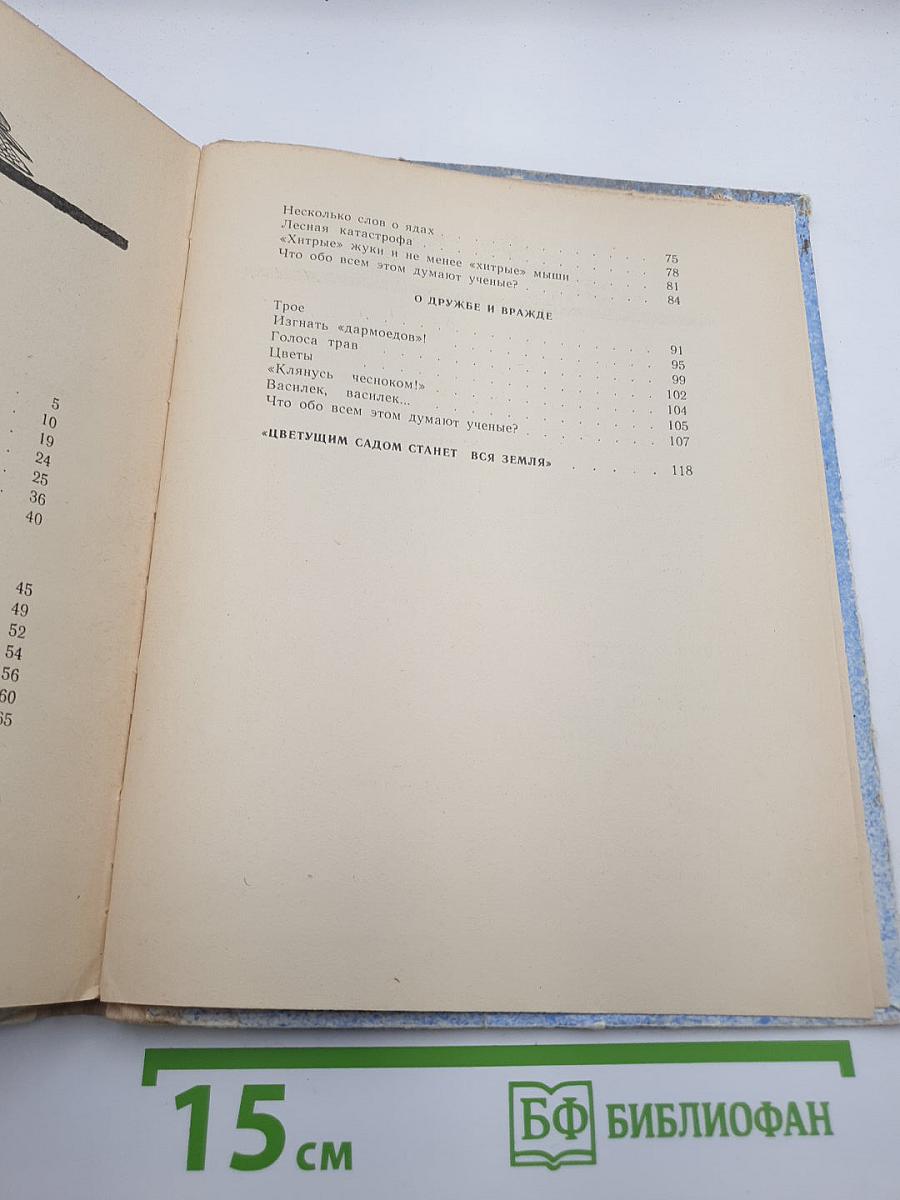 5
10
19
24
25
36
40
45
49
52
54
56
60
65
Несколько слов о ядах . . . . . . . . . . . 75
Лесная катастрофа . . . . . . . . . . . . 78
«Хитрые» жуки и не менее «хитрые» мыши . . . . . 81
Что обо всем этом думают ученые? . . . . . . . 84
О ДРУЖБЕ И ВРАЖДЕ
Трое . . . . . . . . . . . . . . . 91
Изгнать «дармоедов»! . . . . . . . . . . . 95
Голоса трав . . . . . . . . . . . . . 99
Цветы . . . . . . . . . . . . . . . 102
«Клянусь чесноком!» . . . . . . . . . . . 104
Василек, василек... . . . . . . . . . . . 105
Что обо всем этом думают ученые? . . . . . . . 107
«ЦВЕТУЩИМ САДОМ СТАНЕТ ВСЯ ЗЕМЛЯ» . . . . . 118
15 см
БФ БИБЛИОФАН